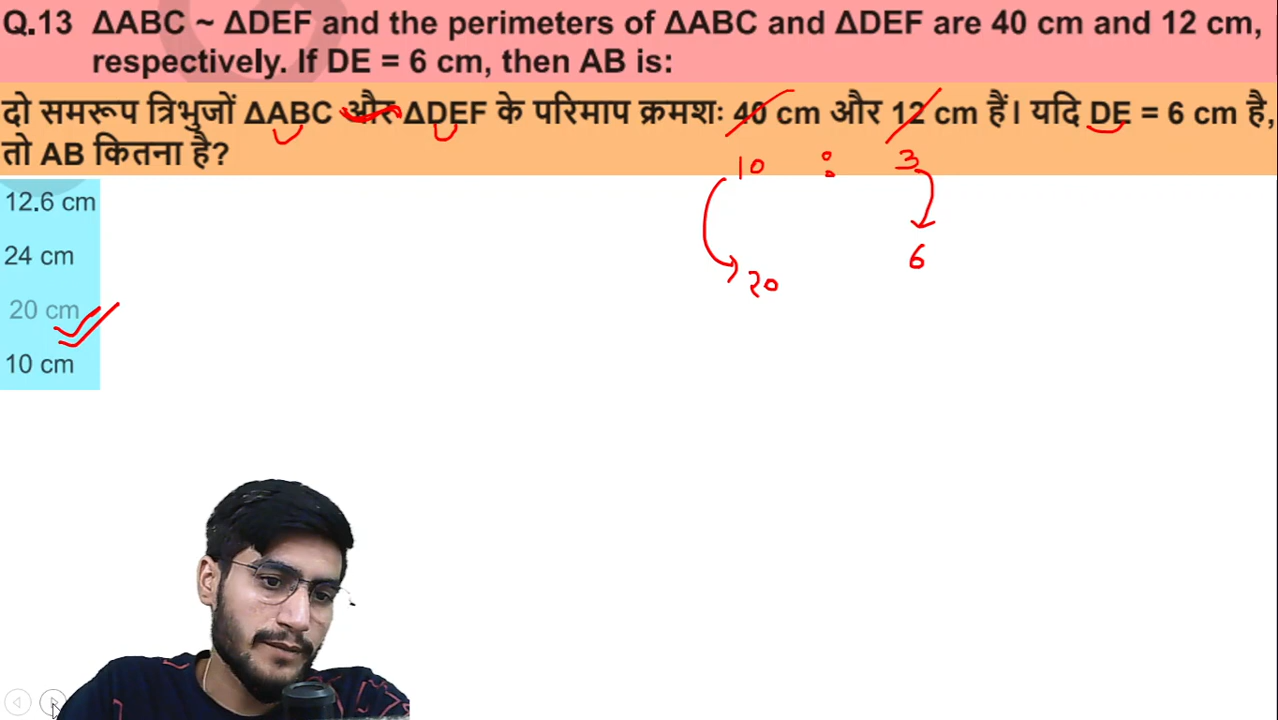 Q.13 ΔABC ~ ΔDEF and the perimeters of ΔABC and ΔDEF are 40 cm and 12 cm,
respectively. If DE = 6 cm, then AB is:
दो समरूप त्रिभुजों ΔABC और ΔDEF के परिमाप क्रमशः 40 cm और 12 cm हैं। यदि DE = 6 cm है,
तो AB कितना है?
10 : 3
6
20
12.6 cm
24 cm
20 cm
10 cm